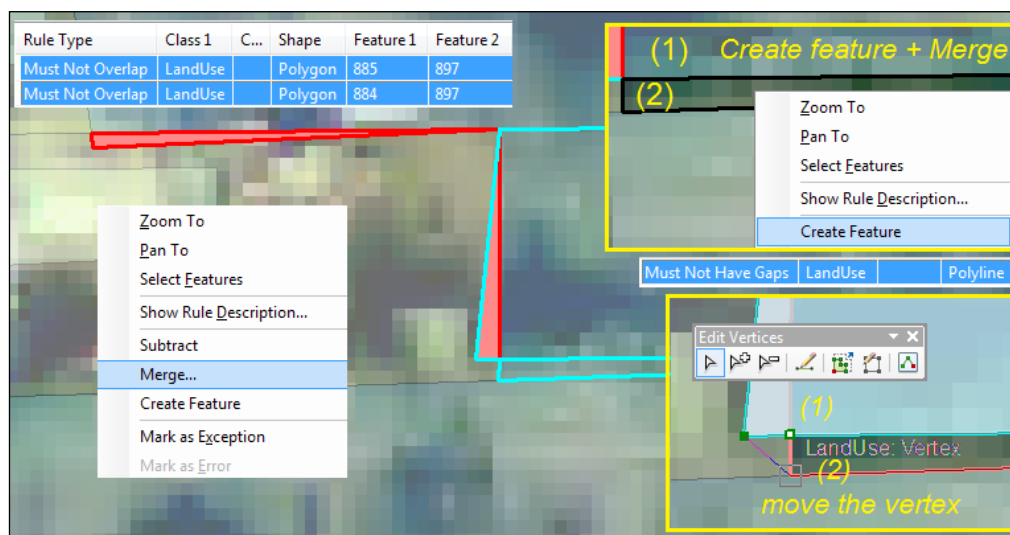 Rule Type Class 1 C... Shape Feature 1 Feature 2
Must Not Overlap LandUse Polygon 885 897
Must Not Overlap LandUse Polygon 884 897
Zoom To
Pan To
Select Features
Show Rule Description...
Subtract
Merge...
Create Feature
Mark as Exception
Mark as Error
(1) Create feature + Merge
(2)
Zoom To
Pan To
Select Features
Show Rule Description...
Create Feature
Must Not Have Gaps LandUse Polyline
Edit Vertices
(1)
LandUse: Vertex
(2)
move the vertex